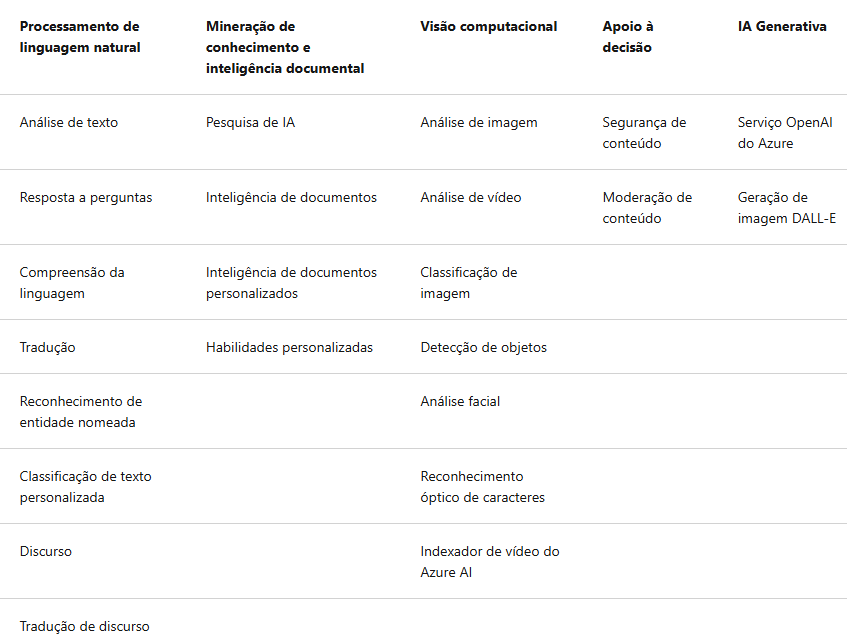 Processamento de
linguagem natural
Mineração de
conhecimento e
inteligência documental
Visão computacional
Apoio à
decisão
IA Generativa
Análise de texto
Pesquisa de IA
Análise de imagem
Segurança de
conteúdo
Serviço OpenAI
do Azure
Resposta a perguntas
Inteligência de documentos
Análise de vídeo
Moderação de
conteúdo
Geração de
imagem DALL-E
Compreensão da
linguagem
Inteligência de documentos
personalizados
Classificação de
imagem
Tradução
Habilidades personalizadas
Detecção de objetos
Reconhecimento de
entidade nomeada
Análise facial
Classificação de texto
personalizada
Reconhecimento
óptico de caracteres
Discurso
Indexador de vídeo do
Azure AI
Tradução de discurso